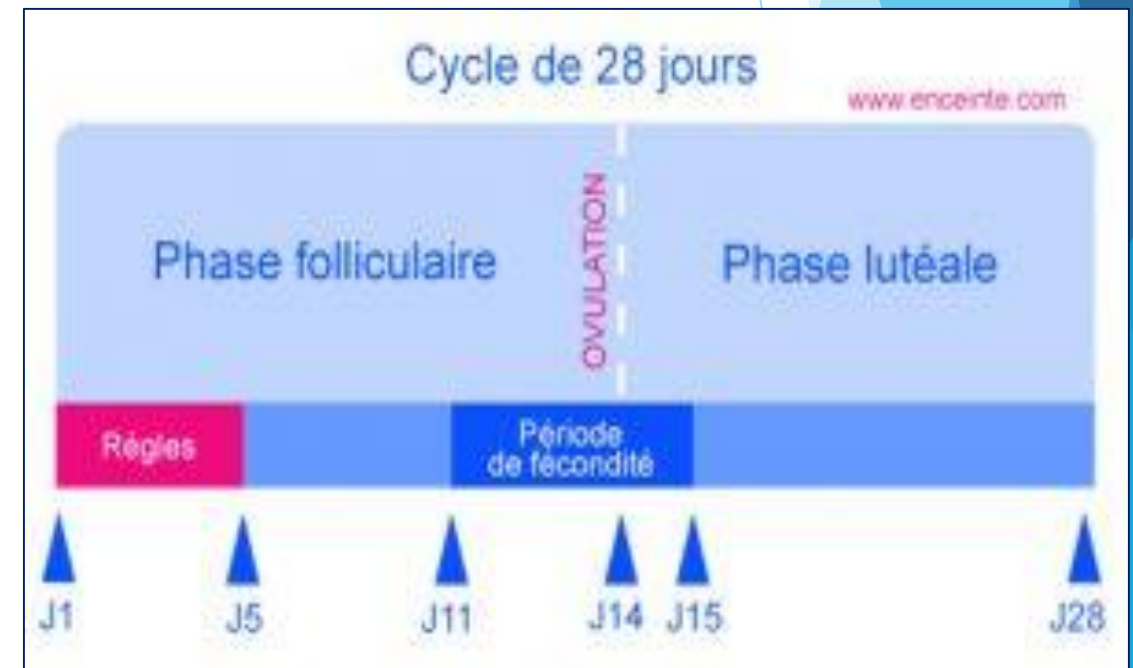 Cycle de 28 jours
www.enceinte.com
Phase folliculaire
OVULATION
Phase lutéale
Régles
Période
de fécondité
J1
J5
J11
J14
J15
J28